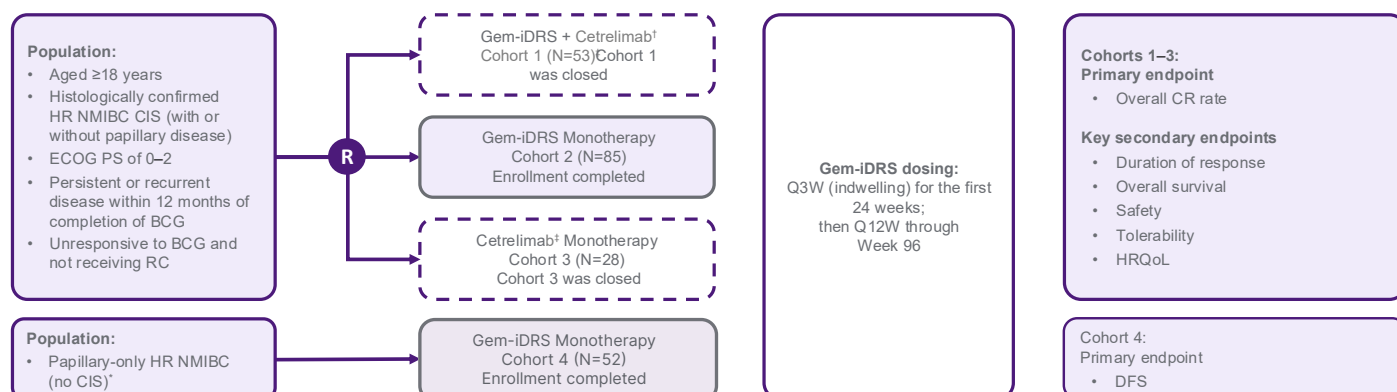 Population:
• Aged ≥18 years
• Histologically confirmed
HR NMIBC CIS (with or
without papillary disease)
• ECOG PS of 0–2
• Persistent or recurrent
disease within 12 months of
completion of BCG
• Unresponsive to BCG and
not receiving RC
Population:
• Papillary-only HR NMIBC
(no CIS)*
R
Gem-iDRS + Cetrelimab†
Cohort 1 (N=53) Cohort 1
was closed
Gem-iDRS Monotherapy
Cohort 2 (N=85)
Enrollment completed
Cetrelimab‡ Monotherapy
Cohort 3 (N=28)
Cohort 3 was closed
Gem-iDRS Monotherapy
Cohort 4 (N=52)
Enrollment completed
Gem-iDRS dosing:
Q3W (indwelling) for the first
24 weeks;
then Q12W through
Week 96
Cohorts 1–3:
Primary endpoint
• Overall CR rate
Key secondary endpoints
• Duration of response
• Overall survival
• Safety
• Tolerability
• HRQoL
Cohort 4:
Primary endpoint
• DFS